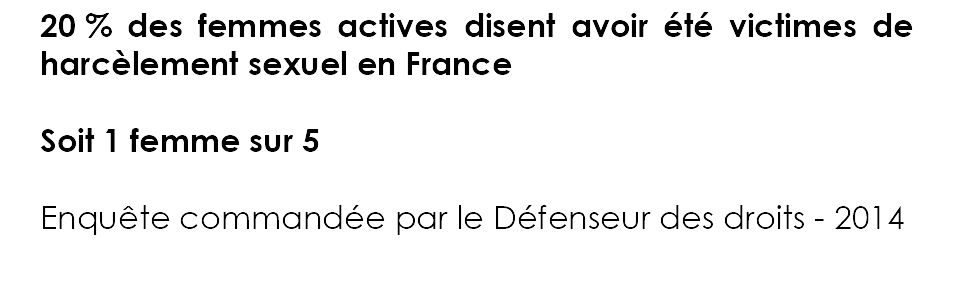 20 % des femmes actives disent avoir été victimes de
harcèlement sexuel en France
Soit 1 femme sur 5
Enquête commandée par le Défenseur des droits - 2014